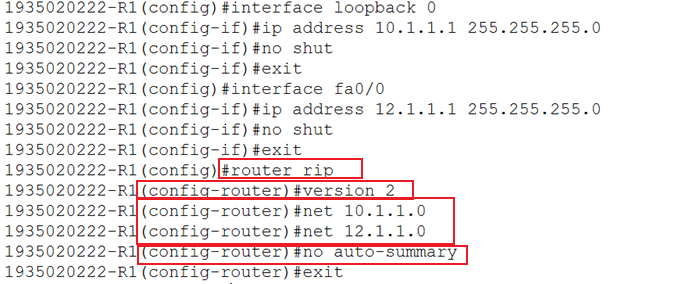 1935020222-R1(config)#interface loopback 0
1935020222-R1(config-if)#ip address 10.1.1.1 255.255.255.0
1935020222-R1(config-if)#no shut
1935020222-R1(config-if)#exit
1935020222-R1(config)#interface fa0/0
1935020222-R1(config-if)#ip address 12.1.1.1 255.255.255.0
1935020222-R1(config-if)#no shut
1935020222-R1(config-if)#exit
1935020222-R1(config)#router rip
1935020222-R1(config-router)#version 2
1935020222-R1(config-router)#net 10.1.1.0
1935020222-R1(config-router)#net 12.1.1.0
1935020222-R1(config-router)#no auto-summary
1935020222-R1(config-router)#exit